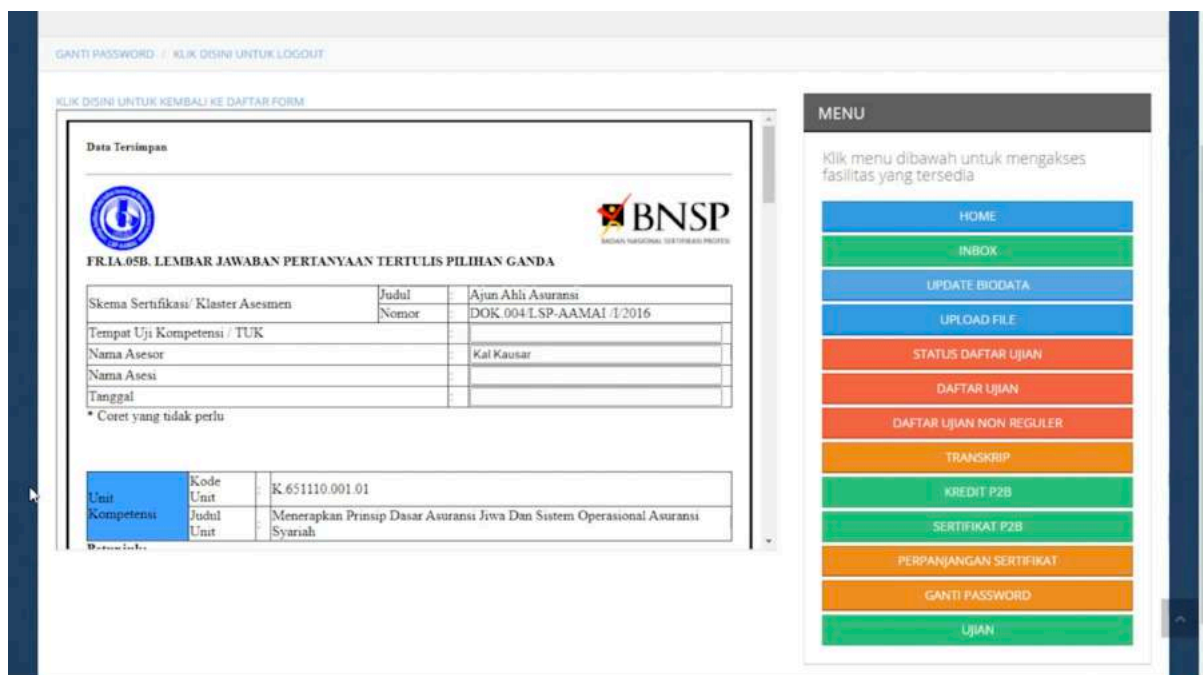 GANTI PASSWORD / KLIK DISINI UNTUK LOGOUT
KLIK DISINI UNTUK KEMBALI KE DAFTAR FORM
Data Tersimpan
BNSP
BADAN NASIONAL SERTIFIKASI PROFESI
FR.IA.05B. LEMBAR JAWABAN PERTANYAAN TERTULIS PILIHAN GANDA
Skema Sertifikasi/ Klaster Asesmen
Judul : Ajun Ahli Asuransi
Nomor : DOK.004/LSP-AAMAI /I/2016
Tempat Uji Kompetensi / TUK :
Nama Asesor : Kal Kausar
Nama Asesi :
Tanggal :
* Coret yang tidak perlu
Unit Kompetensi
Kode Unit : K.651110.001.01
Judul Unit : Menerapkan Prinsip Dasar Asuransi Jiwa Dan Sistem Operasional Asuransi
Syariah
MENU
Klik menu dibawah untuk mengakses
fasilitas yang tersedia
HOME
INBOX
UPDATE BIODATA
UPLOAD FILE
STATUS DAFTAR UJIAN
DAFTAR UJIAN
DAFTAR UJIAN NON REGULER
TRANSKRIP
KREDIT P2B
SERTIFIKAT P2B
PERPANJANGAN SERTIFIKAT
GANTI PASSWORD
UJIAN